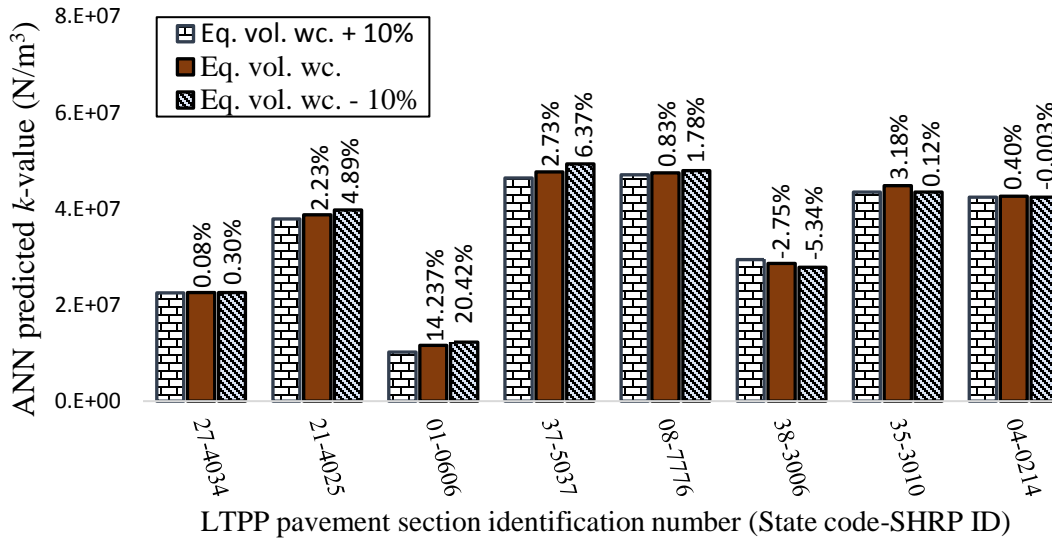 ANN predicted k-value (N/m³)
8.E+07
6.E+07
4.E+07
2.E+07
0.E+00
Eq. vol. wc. + 10%
Eq. vol. wc.
Eq. vol. wc. - 10%
0.08%
0.30%
2.23%
4.89%
14.237%
20.42%
2.73%
6.37%
0.83%
1.78%
-2.75%
-5.34%
3.18%
0.12%
0.40%
-0.003%
27-4034
21-4025
01-0606
37-5037
08-7776
38-3006
35-3010
04-0214
LTPP pavement section identification number (State code-SHRP ID)